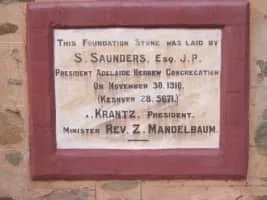 THIS FOUNDATION STONE WAS LAID BY
S. SAUNDERS, ESQ. J.P.
PRESIDENT ADELAIDE HEBREW CONGREGATION
ON NOVEMBER 30. 1910.
(KESHVER 28. 5671.)
KRANTZ, PRESIDENT.
MINISTER REV. Z. MANDELBAUM.